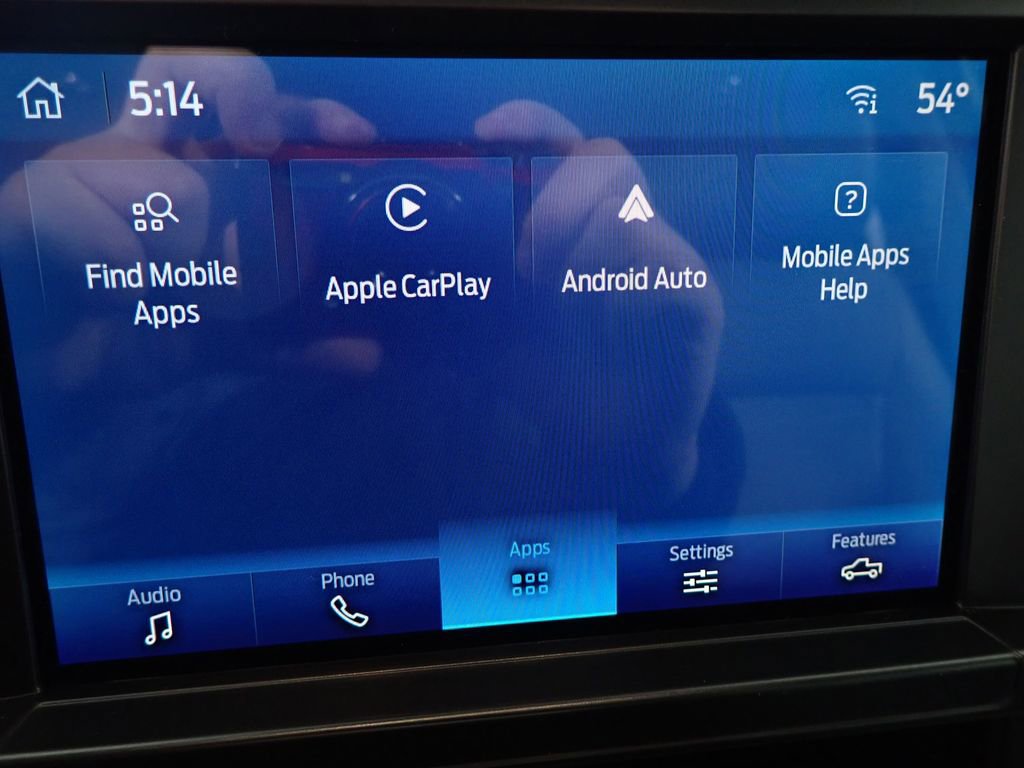 5:14
54°
Find Mobile
Apps
Apple CarPlay
Android Auto
Mobile Apps
Help
Audio
Phone
Apps
Settings
Features